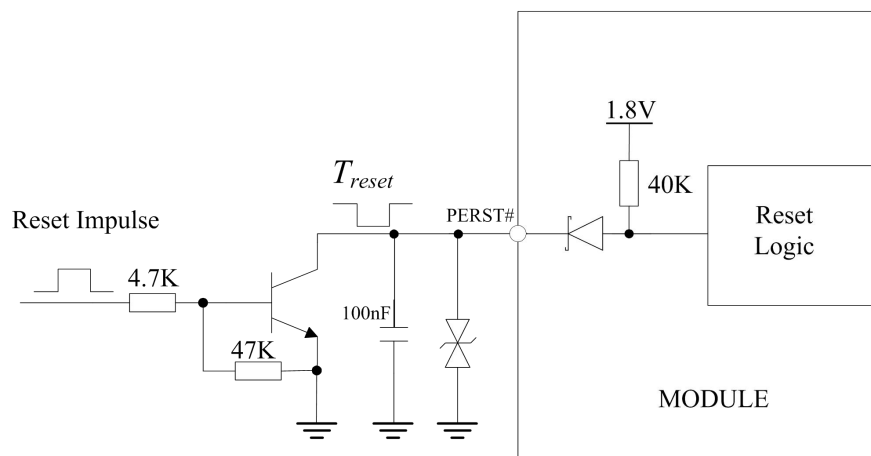 1.8V
40K
Reset
Logic
T_reset
PERST#
Reset Impulse
4.7K
47K
100nF
MODULE